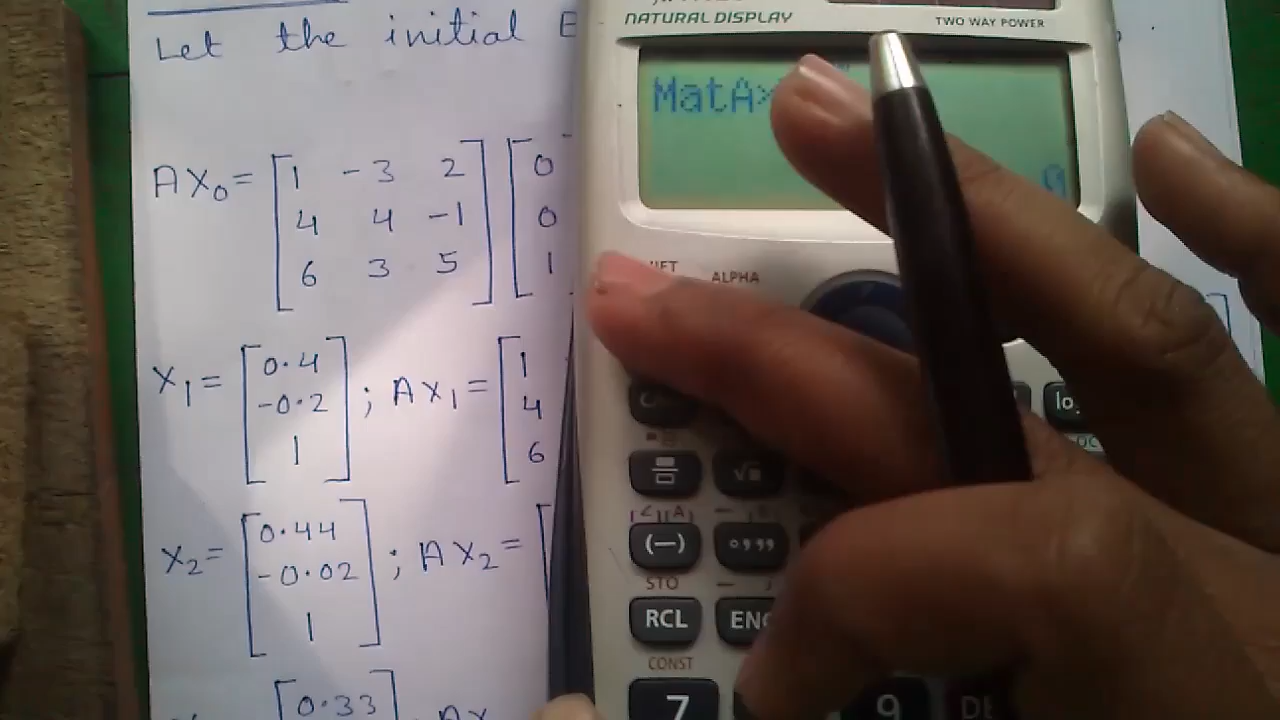 Let the initial E
NATURAL DISPLAY
TWO WAY POWER
MatA×
AX₀ = [1 -3 2] [0
4 4 -1 0
6 3 5 1
ALPHA
X₁ = [0.4] ; AX₁ = [1
-0.2 4
1 6
X₂ = [0.44] ; AX₂ = [
-0.02
1
0.33 AX
(−) ° ’ ’’
STO
RCL ENG
CONST
7 9